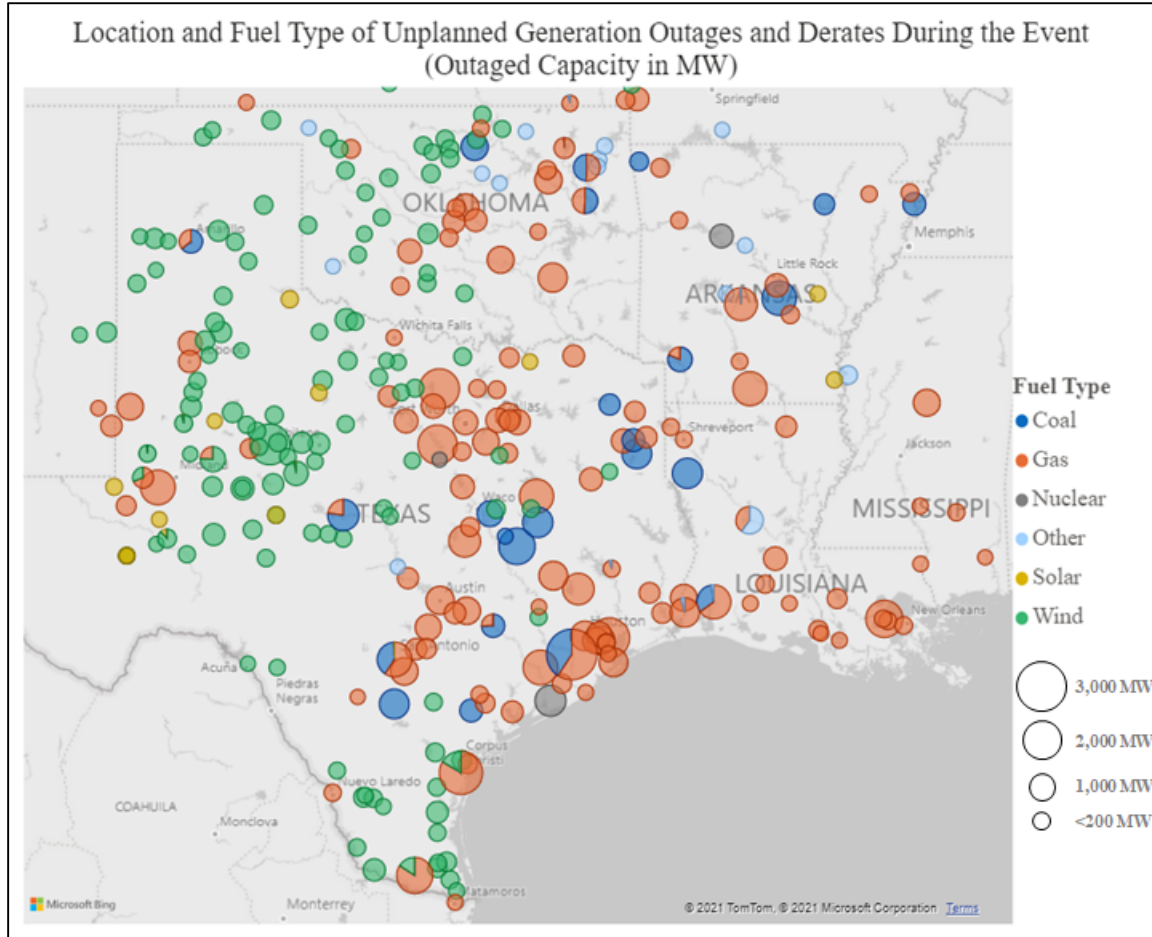 Location and Fuel Type of Unplanned Generation Outages and Derates During the Event
(Outaged Capacity in MW)
Springfield
OKLAHOMA
Amarillo
Memphis
Little Rock
ARKANSAS
Wichita Falls
Dallas
Shreveport
Jackson
Midland
Waco
TEXAS
MISSISSIPPI
LOUISIANA
Austin
New Orleans
Houston
San Antonio
Acuña
Piedras
Negras
Corpus
Christi
Nuevo Laredo
COAHUILA
Monclova
Matamoros
Monterrey
Fuel Type
Coal
Gas
Nuclear
Other
Solar
Wind
3,000 MW
2,000 MW
1,000 MW
<200 MW
Microsoft Bing
© 2021 TomTom, © 2021 Microsoft Corporation Terms